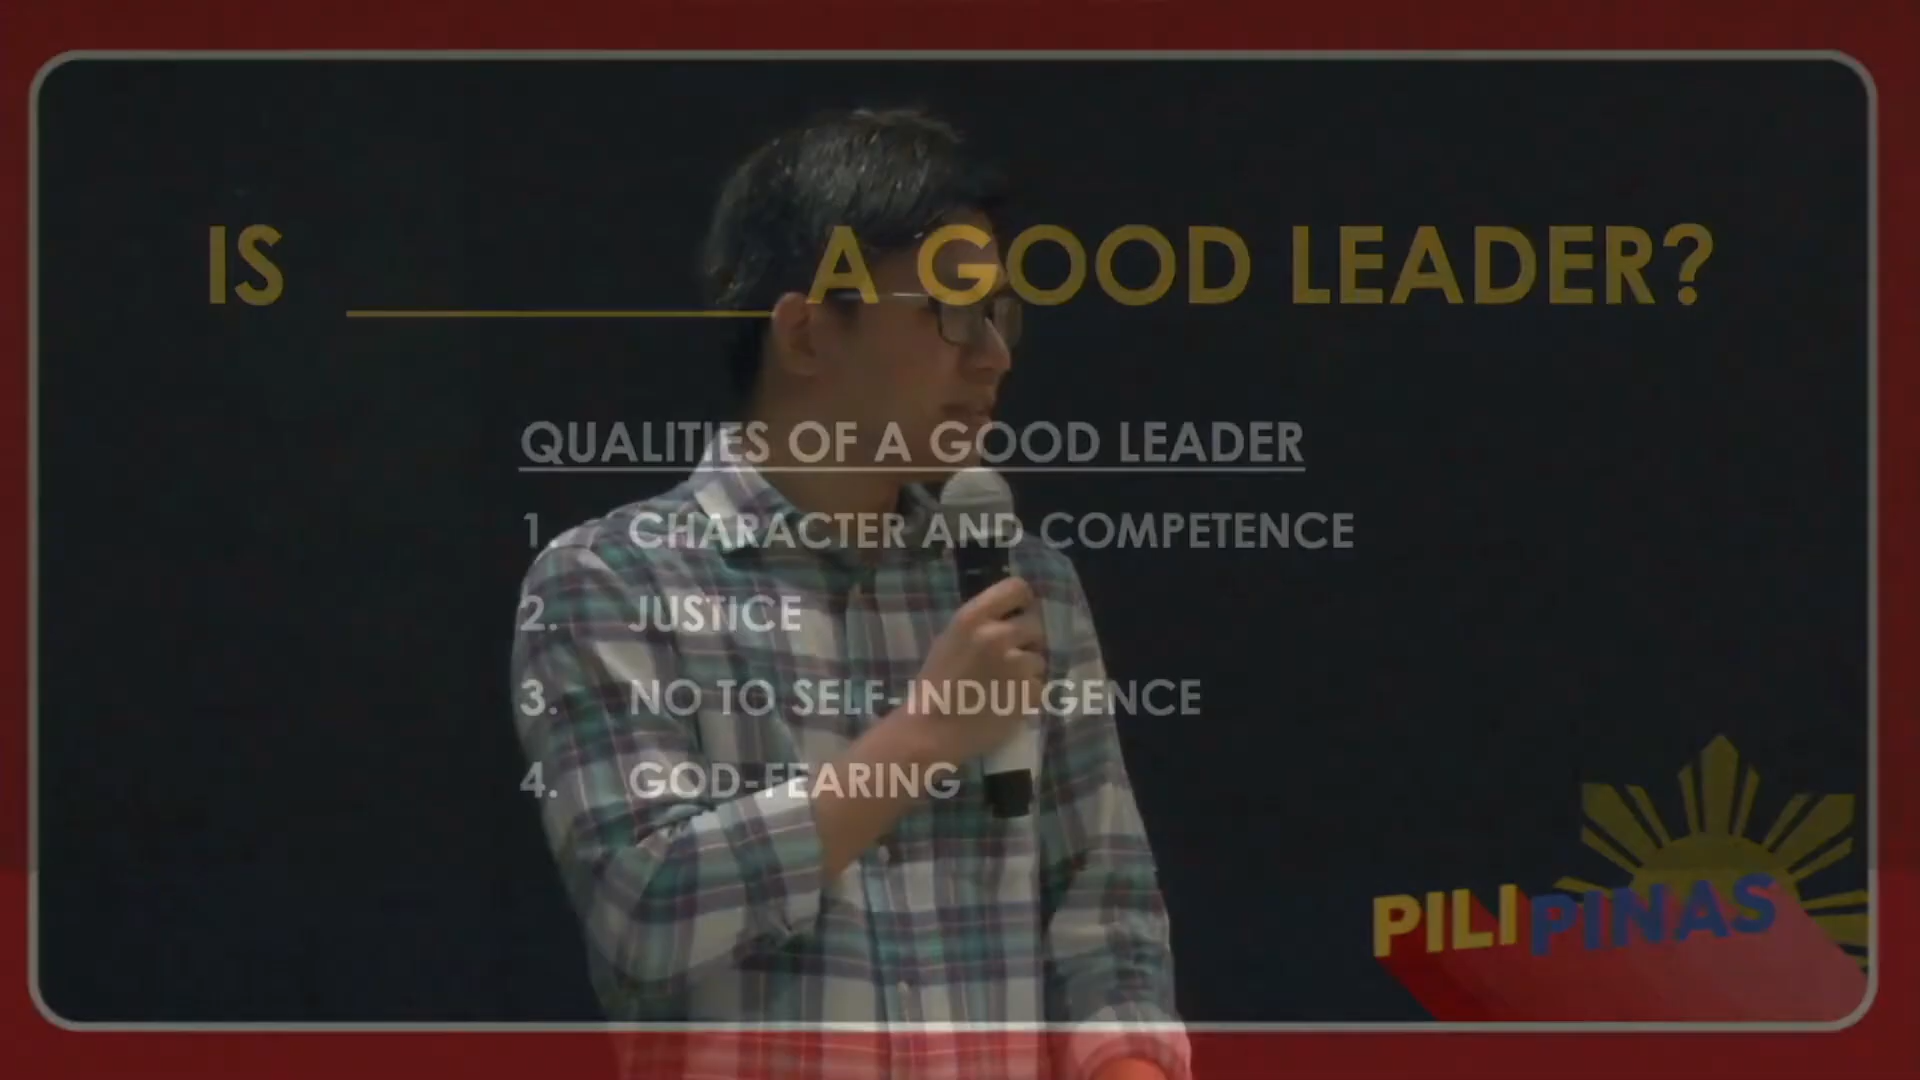 IS ________ A GOOD LEADER?
QUALITIES OF A GOOD LEADER
1. CHARACTER AND COMPETENCE
2. JUSTICE
3. NO TO SELF-INDULGENCE
4. GOD-FEARING
PILIPINAS